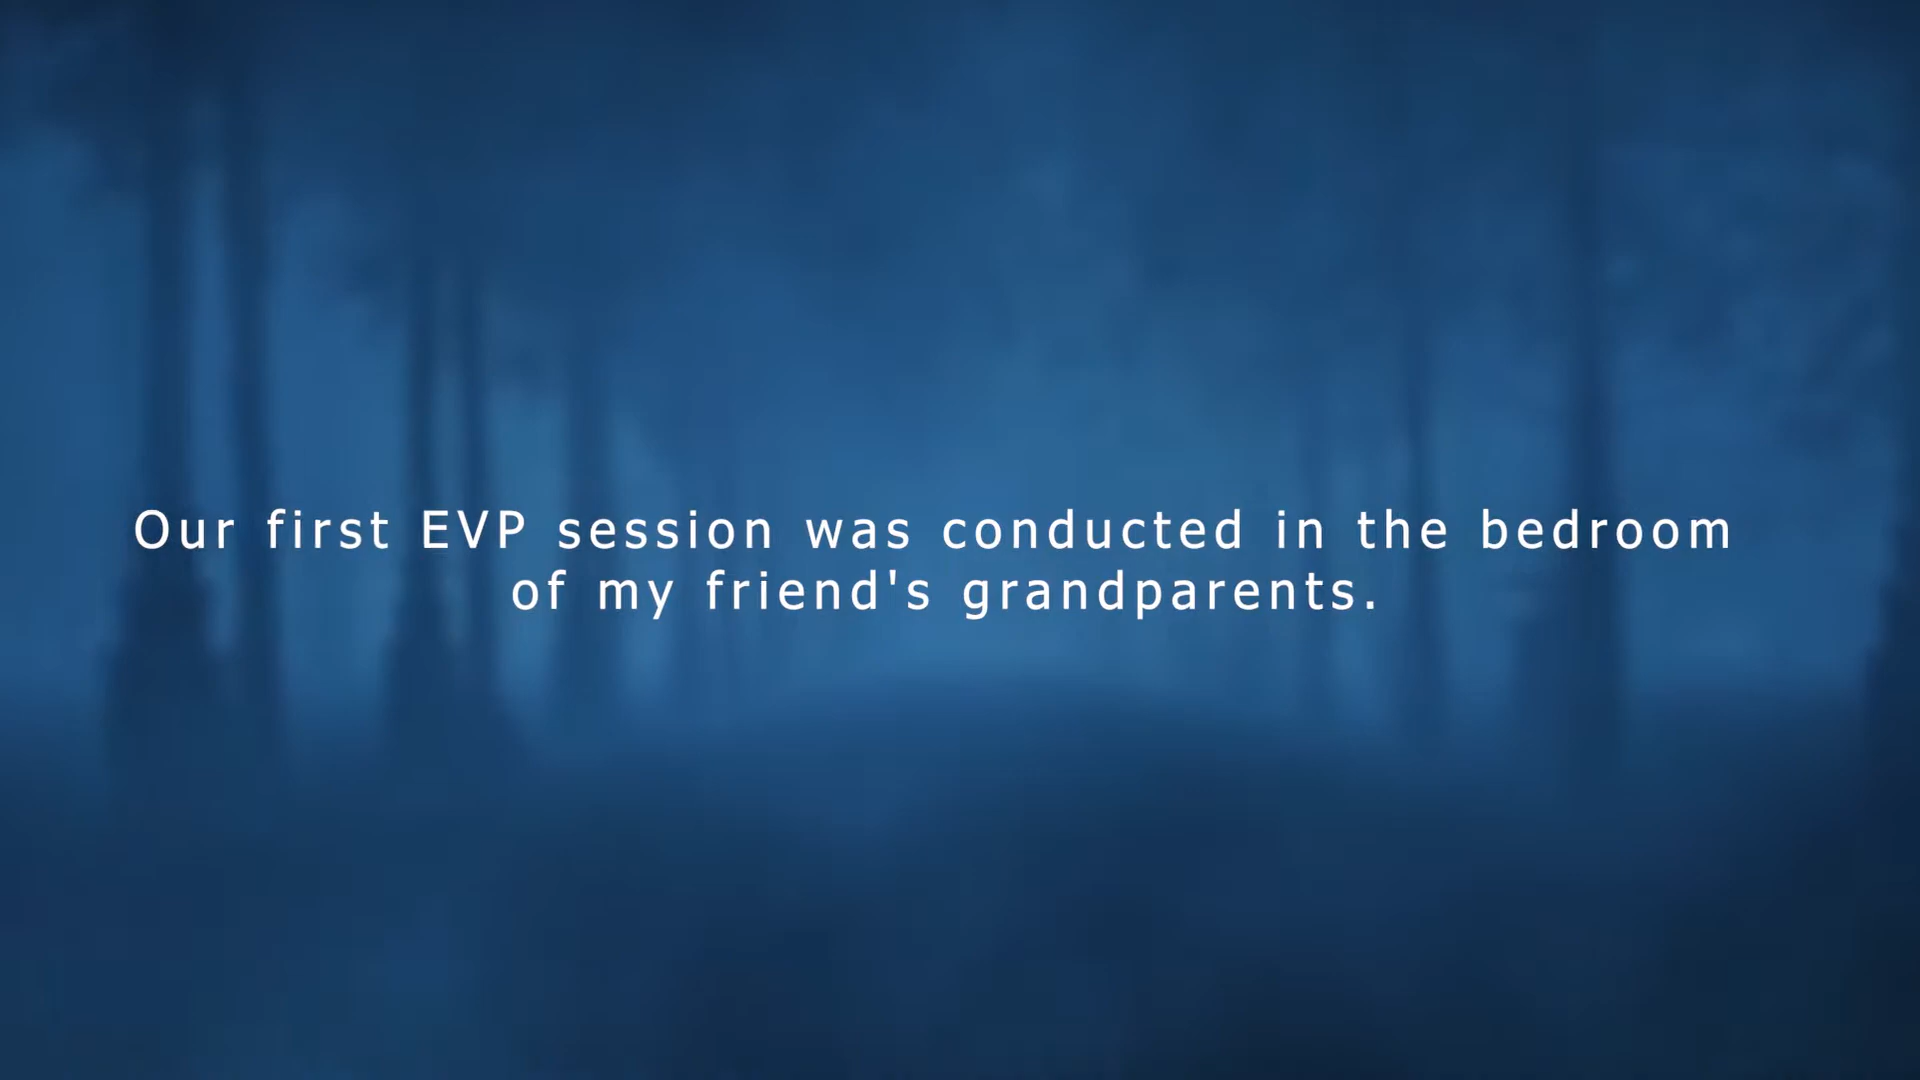 Our first EVP session was conducted in the bedroom
of my friend's grandparents.